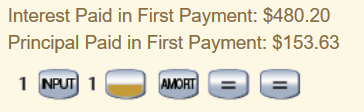 Interest Paid in First Payment: $480.20
Principal Paid in First Payment: $153.63
1 INPUT 1 AMORT = =